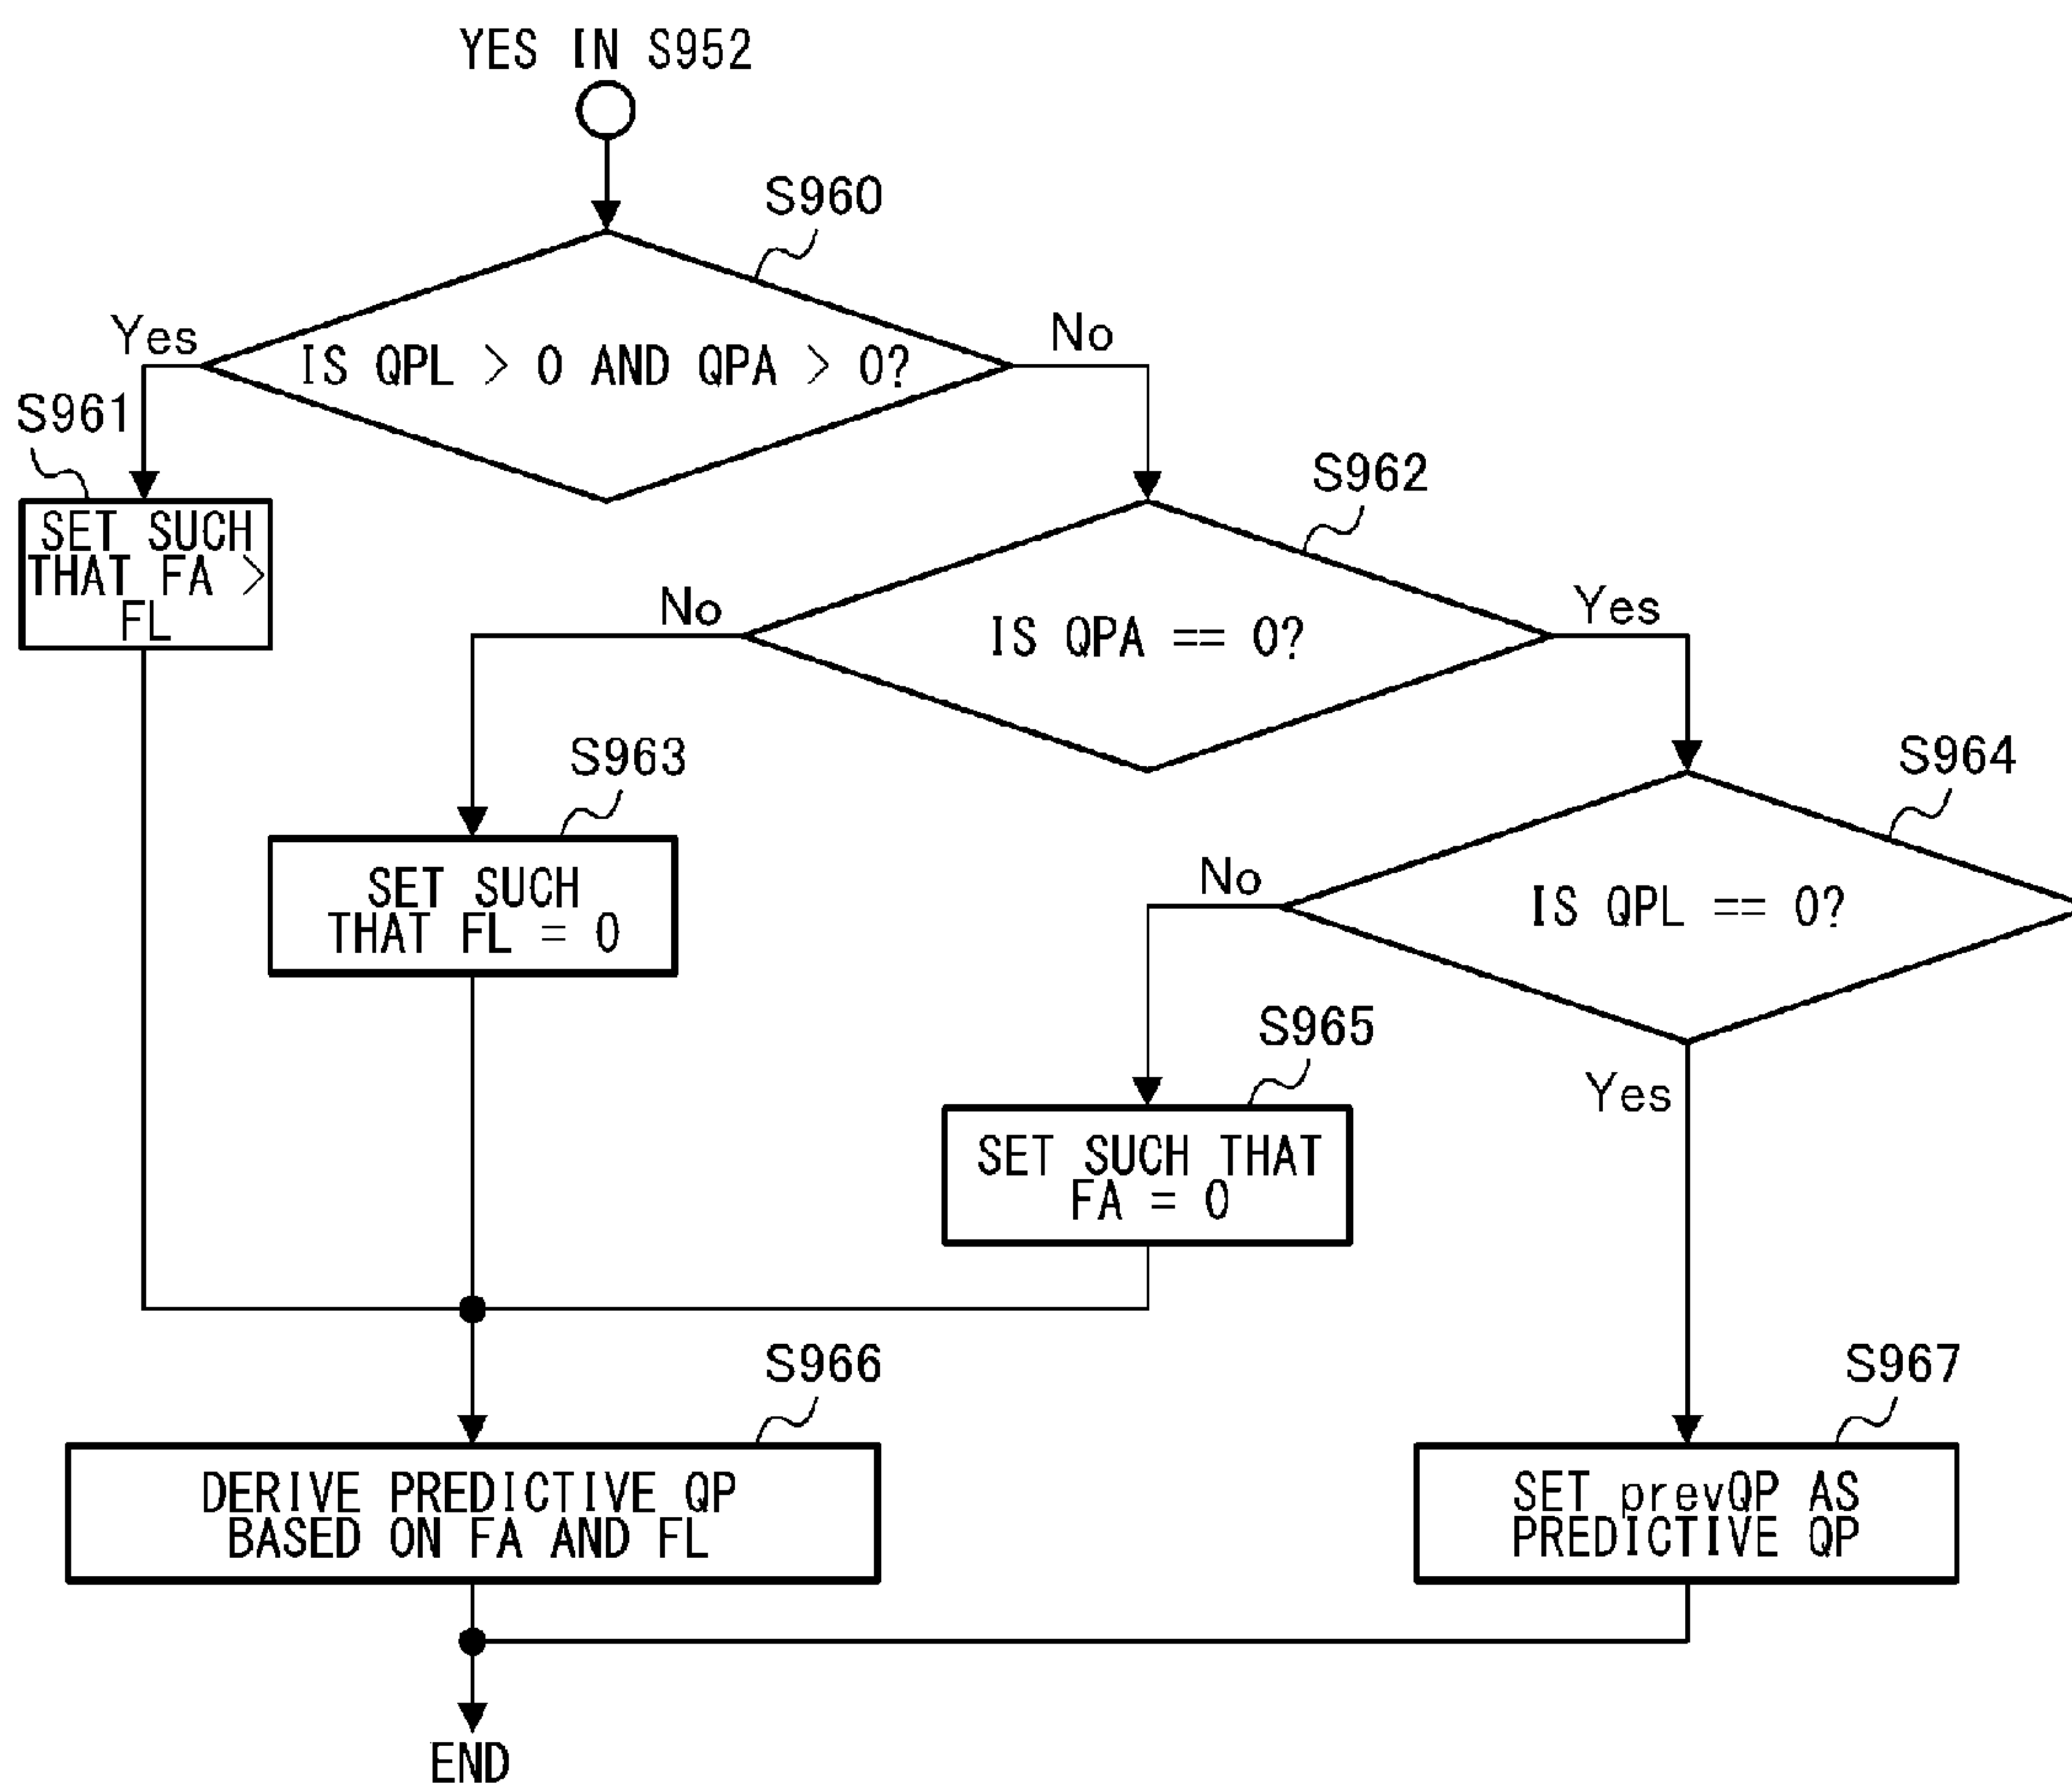 YES IN S952
S960
Yes
IS QPL > 0 AND QPA > 0?
No
S961
SET SUCH
THAT FA >
FL
S962
No
IS QPA == 0?
Yes
S963
SET SUCH
THAT FL = 0
S964
No
IS QPL == 0?
Yes
S965
SET SUCH THAT
FA = 0
S966
DERIVE PREDICTIVE QP
BASED ON FA AND FL
S967
SET prevQP AS
PREDICTIVE QP
END